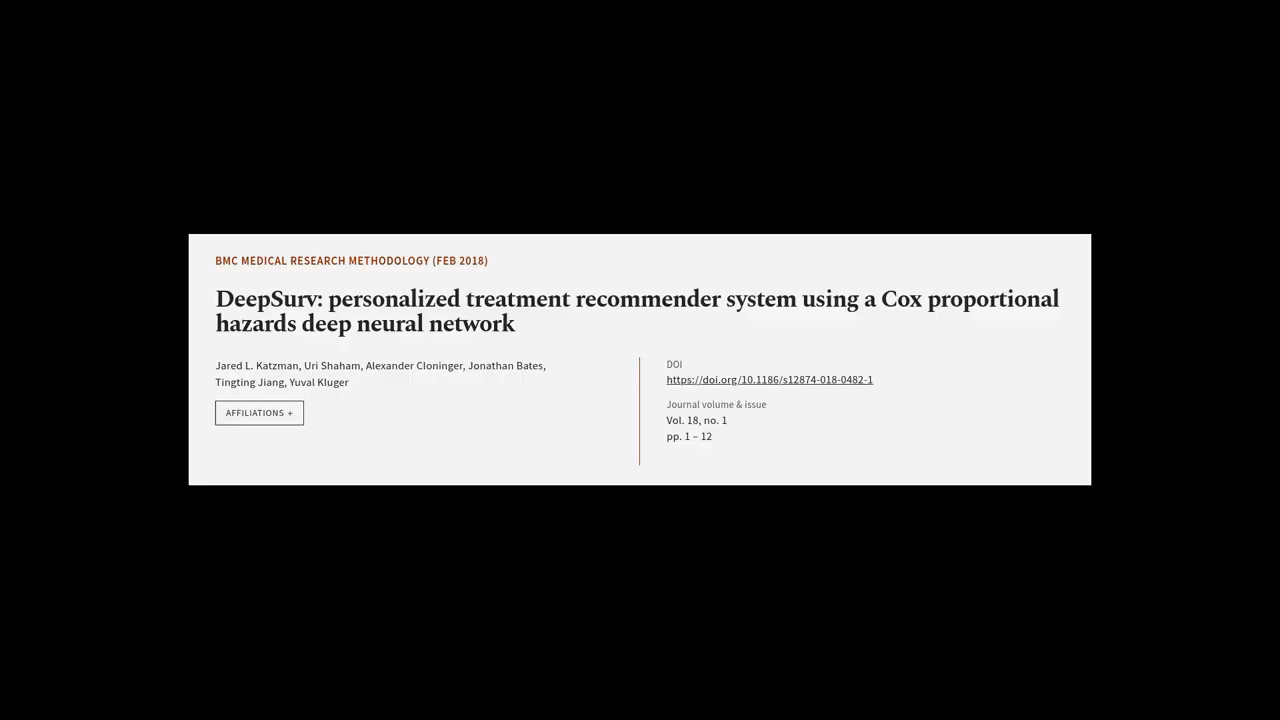 BMC MEDICAL RESEARCH METHODOLOGY (FEB 2018)
DeepSurv: personalized treatment recommender system using a Cox proportional
hazards deep neural network
Jared L. Katzman, Uri Shaham, Alexander Cloninger, Jonathan Bates,
Tingting Jiang, Yuval Kluger
AFFILIATIONS +
DOI
https://doi.org/10.1186/s12874-018-0482-1
Journal volume & issue
Vol. 18, no. 1
pp. 1 – 12